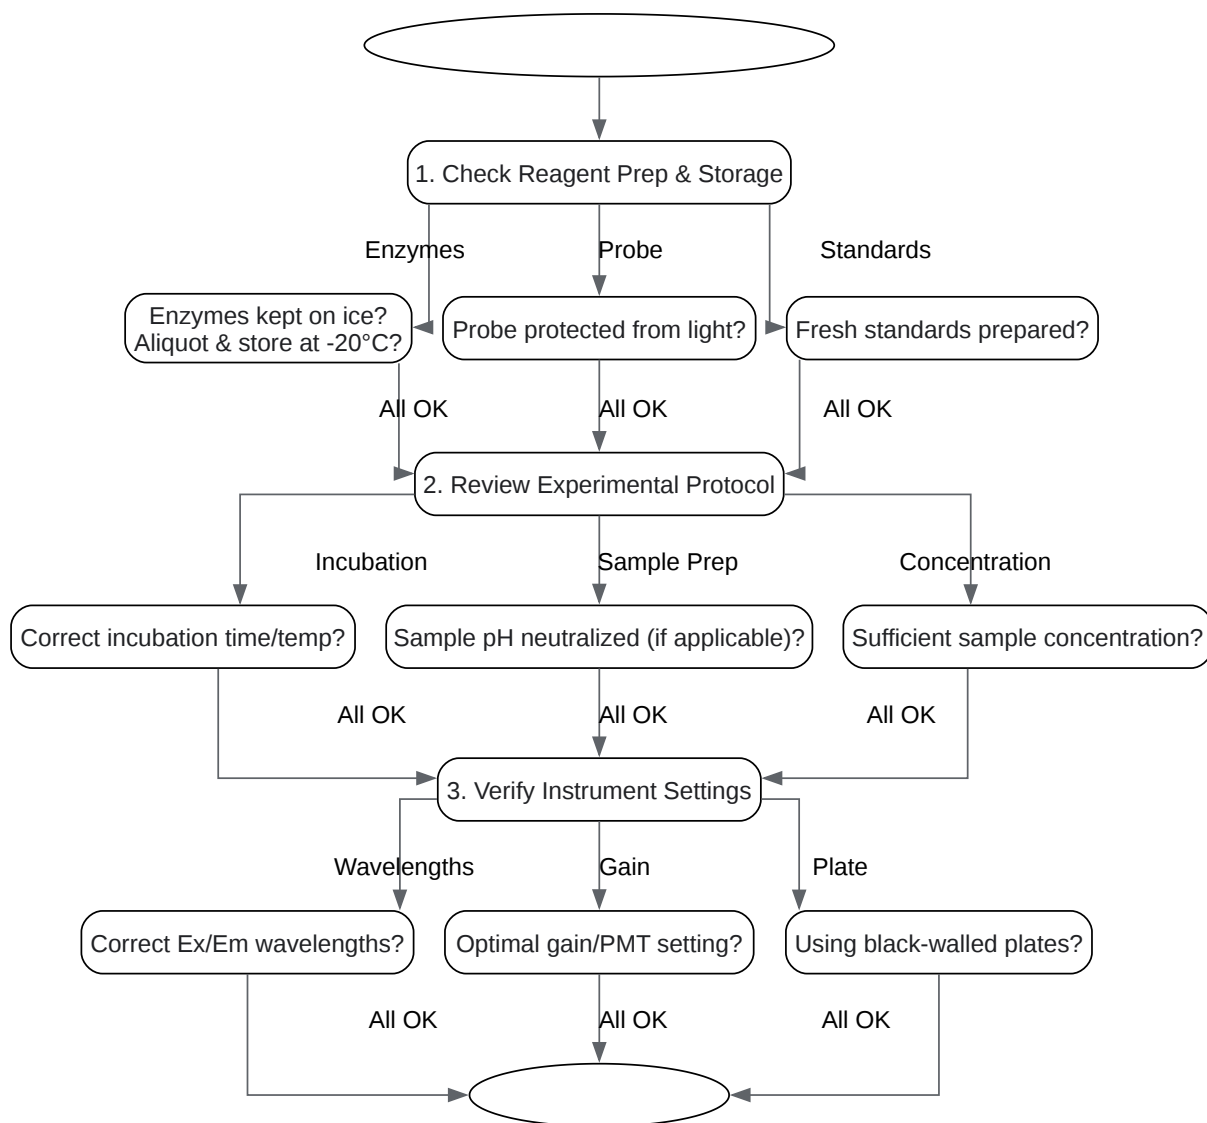 1. Check Reagent Prep & Storage
Enzymes
Probe
Standards
Enzymes kept on ice?
Aliquot & store at -20°C?
Probe protected from light?
Fresh standards prepared?
All OK
All OK
All OK
2. Review Experimental Protocol
Incubation
Sample Prep
Concentration
Correct incubation time/temp?
Sample pH neutralized (if applicable)?
Sufficient sample concentration?
All OK
All OK
All OK
3. Verify Instrument Settings
Wavelengths
Gain
Plate
Correct Ex/Em wavelengths?
Optimal gain/PMT setting?
Using black-walled plates?
All OK
All OK
All OK